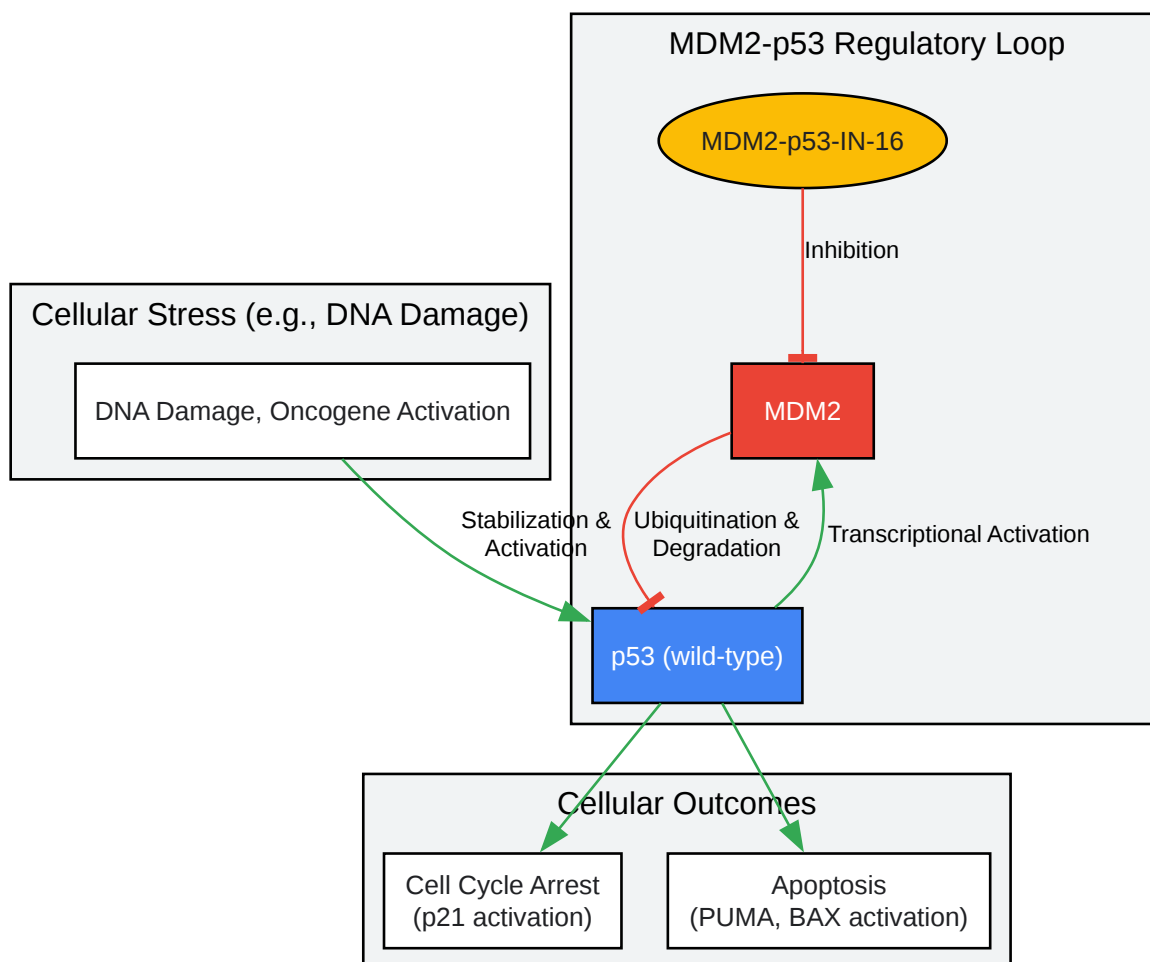 MDM2-p53 Regulatory Loop
MDM2-p53-IN-16
Inhibition
Cellular Stress (e.g., DNA Damage)
DNA Damage, Oncogene Activation
MDM2
Stabilization &
Activation
Ubiquitination &
Degradation
Transcriptional Activation
p53 (wild-type)
Cellular Outcomes
Cell Cycle Arrest
(p21 activation)
Apoptosis
(PUMA, BAX activation)